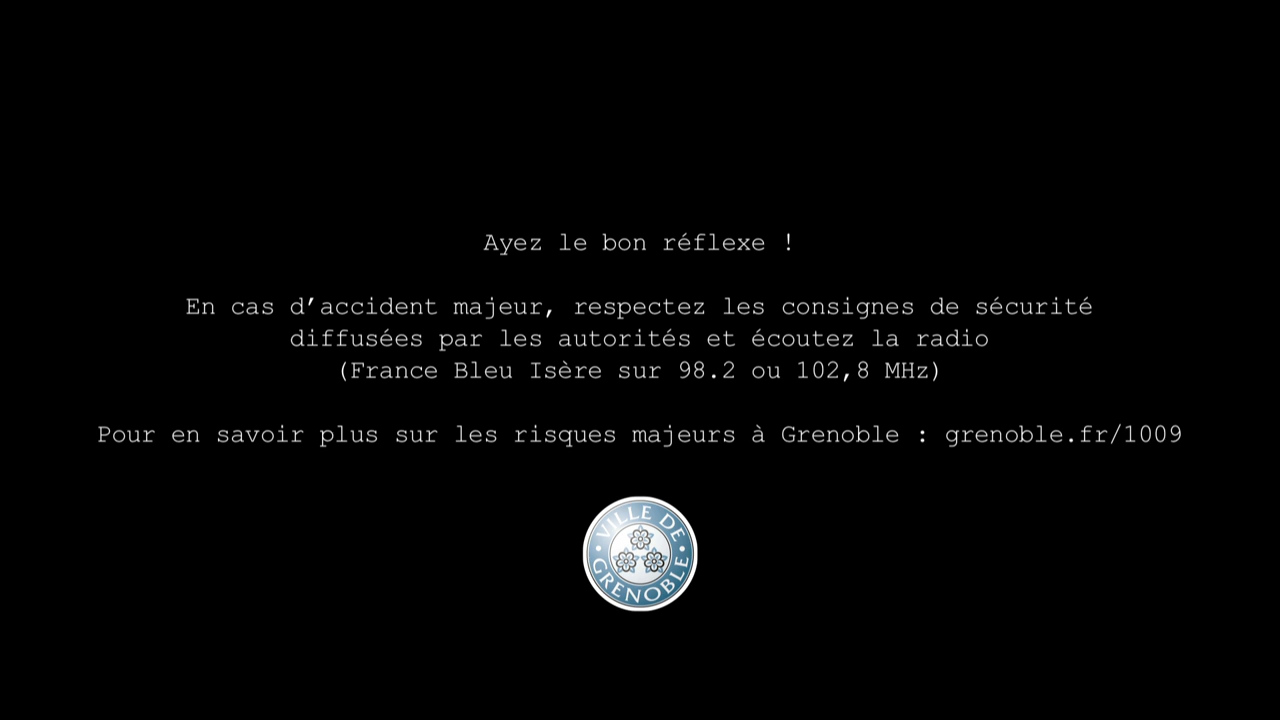 Ayez le bon réflexe !
En cas d’accident majeur, respectez les consignes de sécurité
diffusées par les autorités et écoutez la radio
(France Bleu Isère sur 98.2 ou 102,8 MHz)
Pour en savoir plus sur les risques majeurs à Grenoble : grenoble.fr/1009
VILLE DE
GRENOBLE